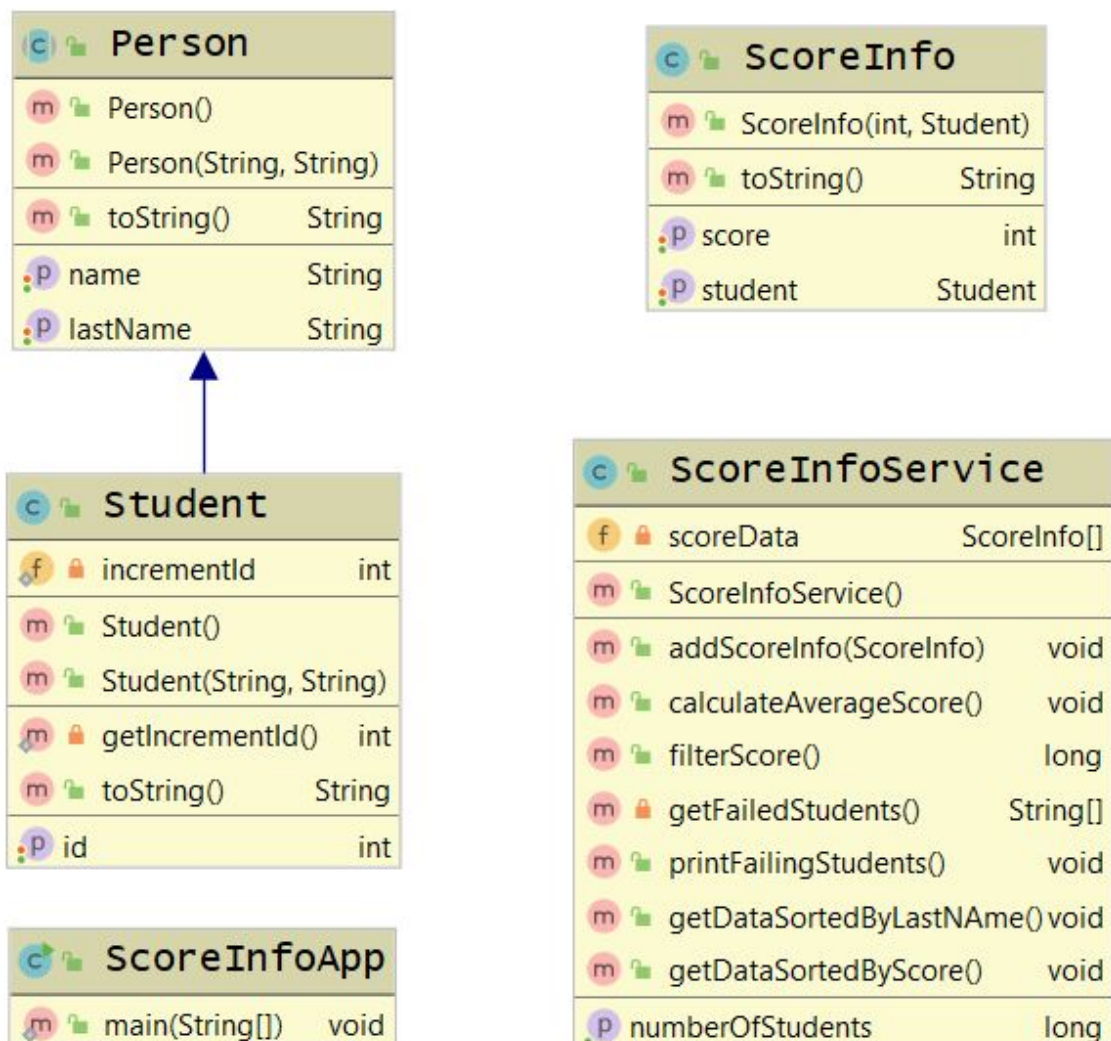 Person
m Person()
m Person(String, String)
m toString() String
p name String
p lastName String
c ScoreInfo
m ScoreInfo(int, Student)
m toString() String
p score int
p student Student
c Student
f incrementId int
m Student()
m Student(String, String)
m getIncrementId() int
m toString() String
p id int
c ScoreInfoService
f scoreData ScoreInfo[]
m ScoreInfoService()
m addScoreInfo(ScoreInfo) void
m calculateAverageScore() void
m filterScore() long
m getFailedStudents() String[]
m printFailingStudents() void
m getDataSortedByLastNAme() void
m getDataSortedByScore() void
p numberOfStudents long
c ScoreInfoApp
m main(String[]) void